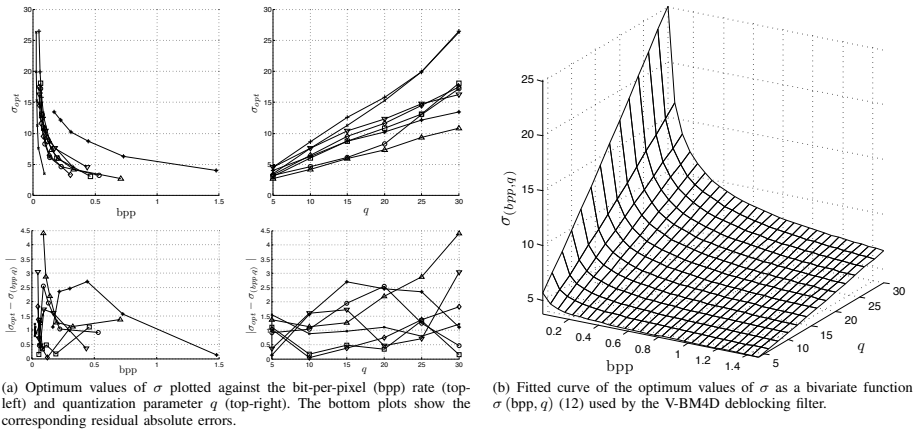 30
25
20
15
10
5
0
σopt
0 0.5 1 1.5
bpp
30
25
20
15
10
5
0
σopt
5 10 15 20 25 30
q
4.5
4
3.5
3
2.5
2
1.5
1
0.5
0
|σopt − σ(bpp,q)|
0 0.5 1 1.5
bpp
4.5
4
3.5
3
2.5
2
1.5
1
0.5
0
|σopt − σ(bpp,q)|
5 10 15 20 25 30
q
(a) Optimum values of σ plotted against the bit-per-pixel (bpp) rate (top-
left) and quantization parameter q (top-right). The bottom plots show the
corresponding residual absolute errors.
25
20
15
10
5
σ(bpp,q)
0.2 0.4 0.6 0.8 1 1.2 1.4
bpp
5 10 15 20 25 30
q
(b) Fitted curve of the optimum values of σ as a bivariate function
σ (bpp, q) (12) used by the V-BM4D deblocking filter.